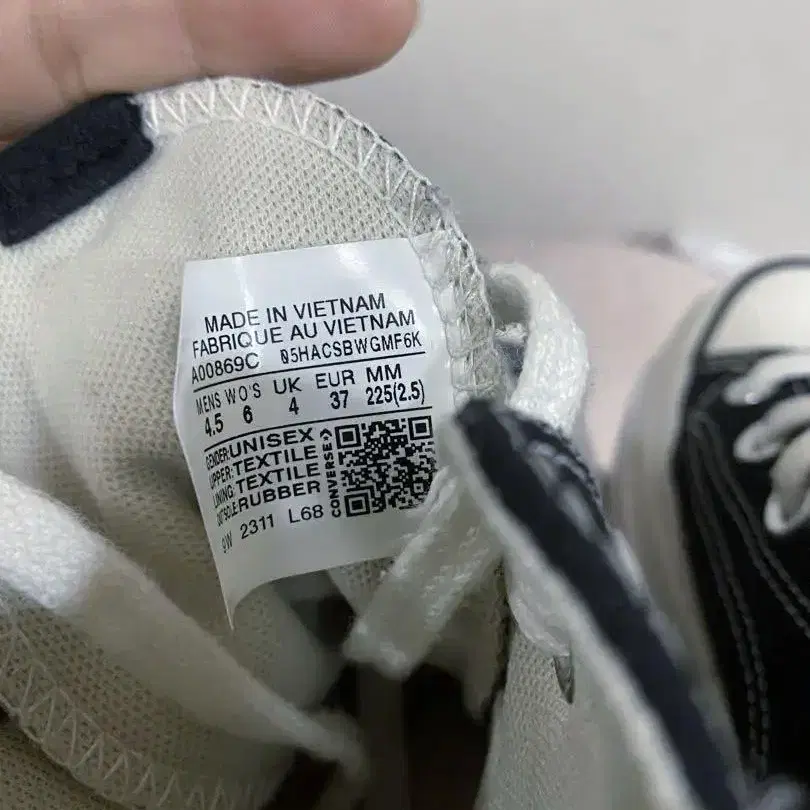 MADE IN VIETNAM
FABRIQUE AU VIETNAM
A00869C 05HACSBWGMF6K
MENS WO'S UK EUR MM
4.5 6 4 37 225(2.5)
GENDER:UNISEX
UPPER:TEXTILE
LINING:TEXTILE
OUTSOLE:RUBBER
CONVERSE
2311 L68